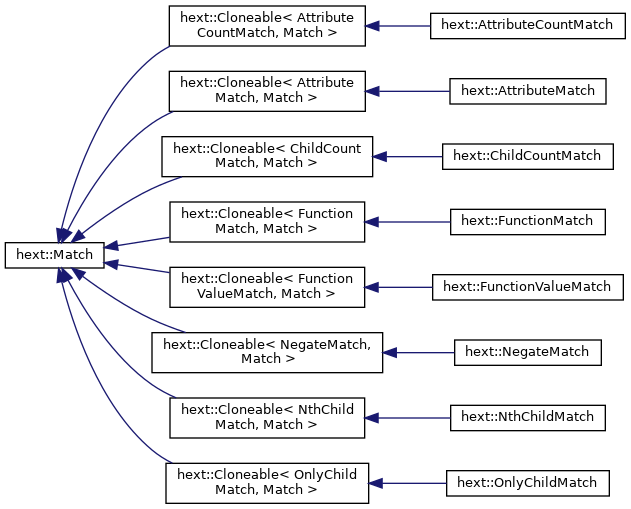 hext::Cloneable< Attribute
CountMatch, Match >
hext::AttributeCountMatch
hext::Cloneable< Attribute
Match, Match >
hext::AttributeMatch
hext::Cloneable< ChildCount
Match, Match >
hext::ChildCountMatch
hext::Cloneable< Function
Match, Match >
hext::FunctionMatch
hext::Match
hext::Cloneable< Function
ValueMatch, Match >
hext::FunctionValueMatch
hext::Cloneable< NegateMatch,
Match >
hext::NegateMatch
hext::Cloneable< NthChild
Match, Match >
hext::NthChildMatch
hext::Cloneable< OnlyChild
Match, Match >
hext::OnlyChildMatch